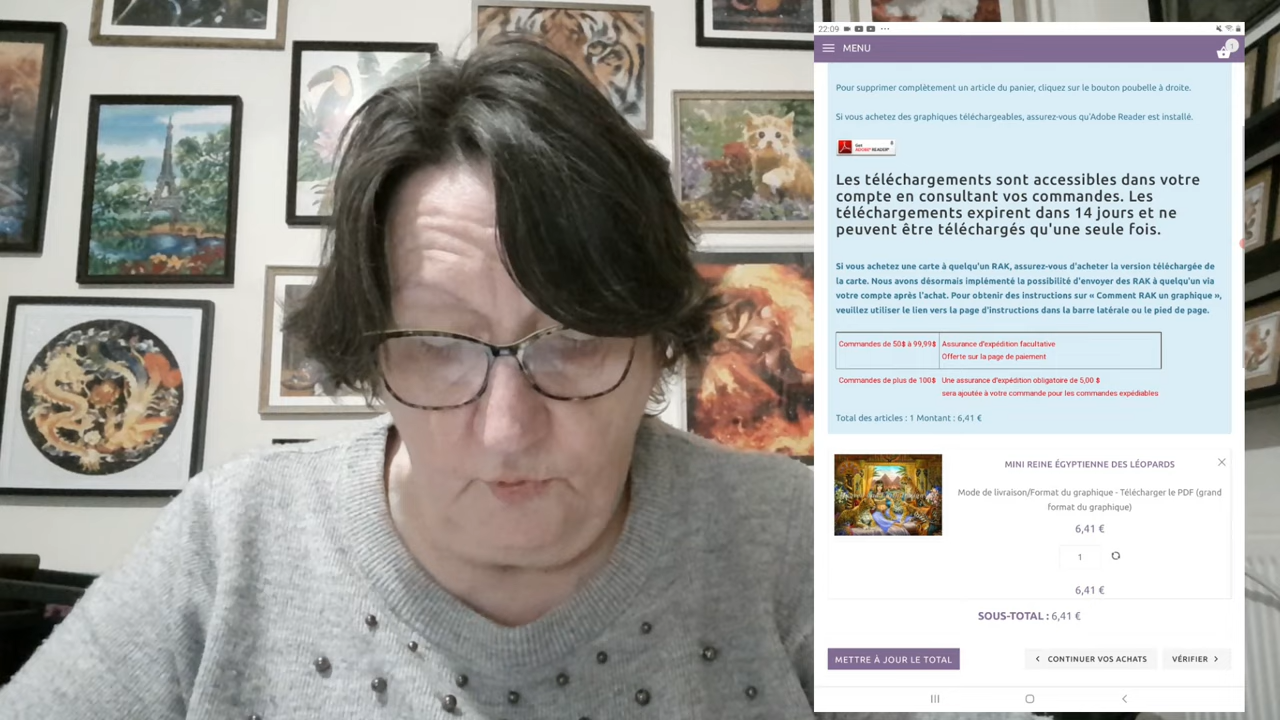 22:09
MENU
1
Pour supprimer complètement un article du panier, cliquez sur le bouton poubelle à droite.
Si vous achetez des graphiques téléchargeables, assurez-vous qu'Adobe Reader est installé.
Get
ADOBE® READER®
Les téléchargements sont accessibles dans votre
compte en consultant vos commandes. Les
téléchargements expirent dans 14 jours et ne
peuvent être téléchargés qu'une seule fois.
Si vous achetez une carte à quelqu'un RAK, assurez-vous d'acheter la version téléchargée de
la carte. Nous avons désormais implémenté la possibilité d'envoyer des RAK à quelqu'un via
votre compte après l'achat. Pour obtenir des instructions sur « Comment RAK un graphique »,
veuillez utiliser le lien vers la page d'instructions dans la barre latérale ou le pied de page.
Commandes de 50$ à 99,99$ Assurance d'expédition facultative
Offerte sur la page de paiement
Commandes de plus de 100$ Une assurance d'expédition obligatoire de 5,00 $
sera ajoutée à votre commande pour les commandes expédiables
Total des articles : 1 Montant : 6,41 €
MINI REINE ÉGYPTIENNE DES LÉOPARDS
Mode de livraison/Format du graphique - Télécharger le PDF (grand
format du graphique)
6,41 €
1
6,41 €
SOUS-TOTAL : 6,41 €
METTRE À JOUR LE TOTAL
CONTINUER VOS ACHATS
VÉRIFIER